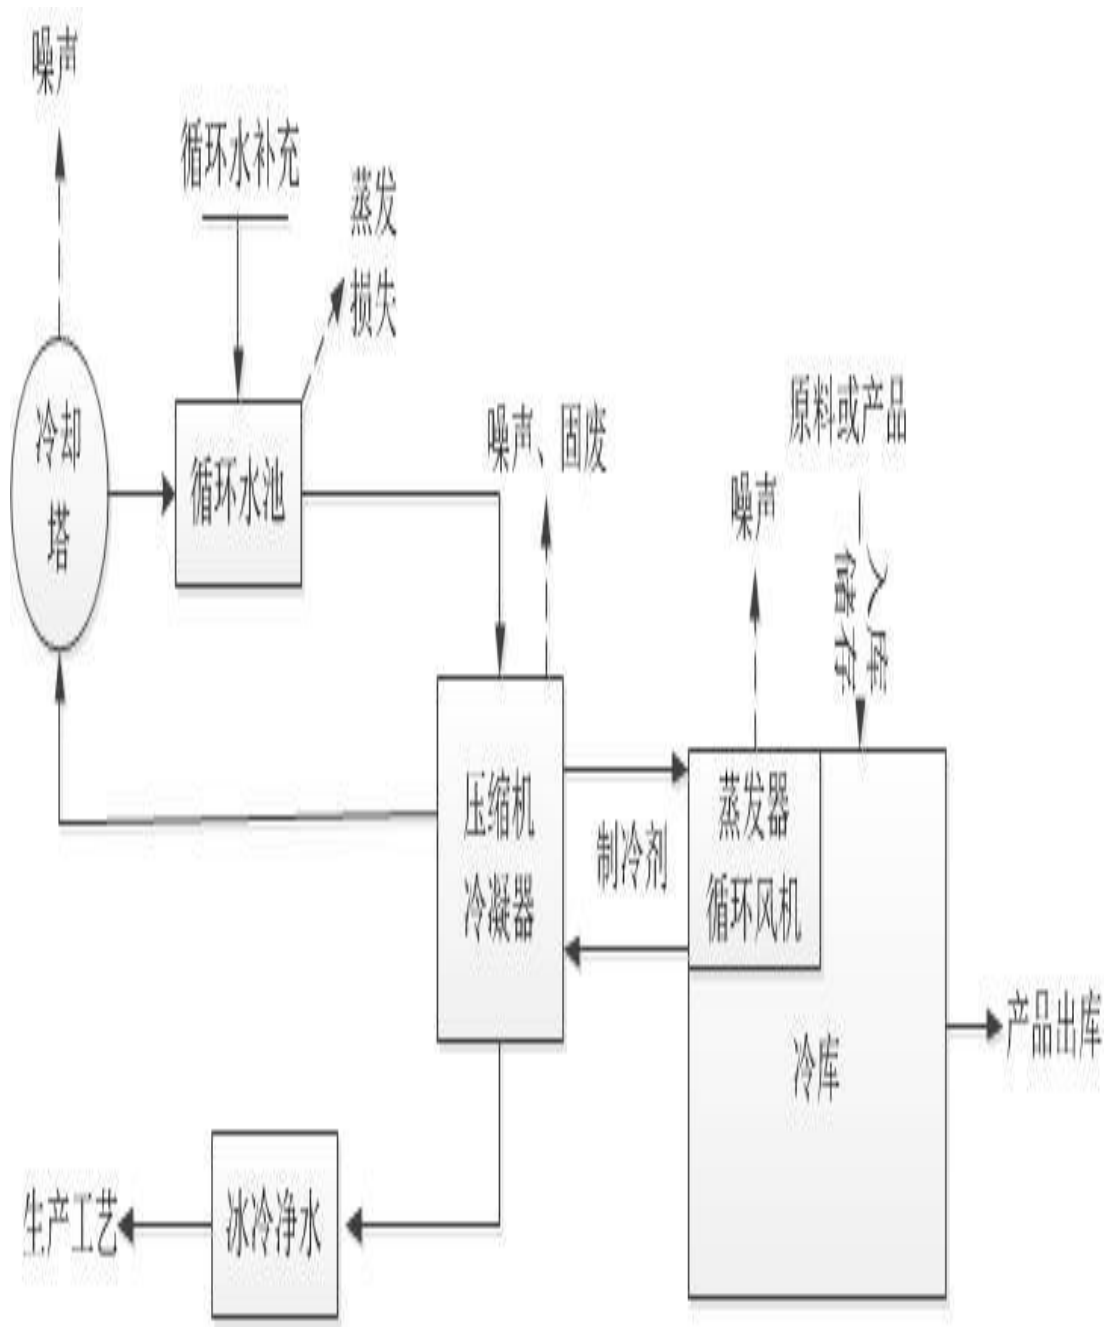 噪声
循环水补充
蒸发
损失
冷却
塔
循环水池
噪声、固废
原料或产品
噪声
入库
储存
压缩机
冷凝器
制冷剂
蒸发器
循环风机
冷库
产品出库
冰冷净水
生产工艺